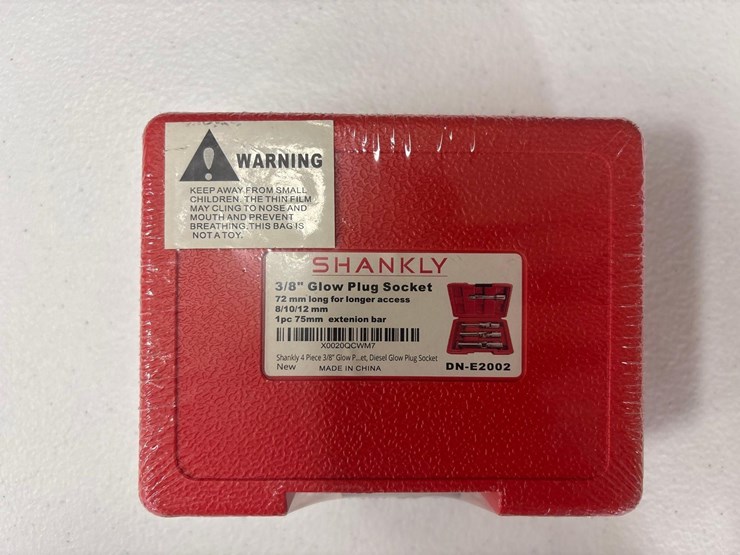 WARNING
KEEP AWAY FROM SMALL
CHILDREN. THE THIN FILM
MAY CLING TO NOSE AND
MOUTH AND PREVENT
BREATHING.THIS BAG IS
NOT A TOY.
SHANKLY
3/8" Glow Plug Socket
72 mm long for longer access
8/10/12 mm
1pc 75mm extenion bar
X0020QCWM7
Shankly 4 Piece 3/8" Glow P...et, Diesel Glow Plug Socket
New MADE IN CHINA
DN-E2002